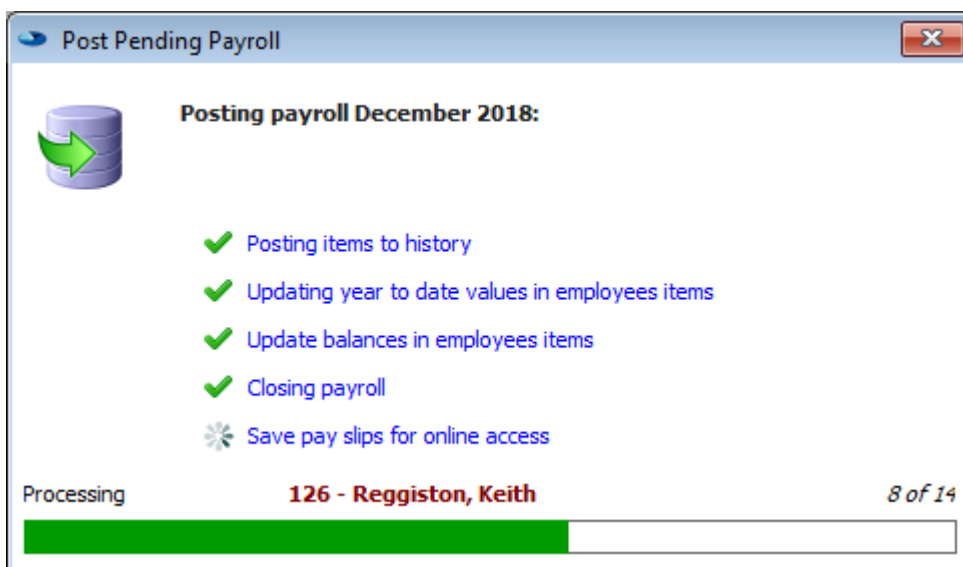 Post Pending Payroll
Posting payroll December 2018:
Posting items to history
Updating year to date values in employees items
Update balances in employees items
Closing payroll
Save pay slips for online access
Processing 126 - Reggiston, Keith 8 of 14